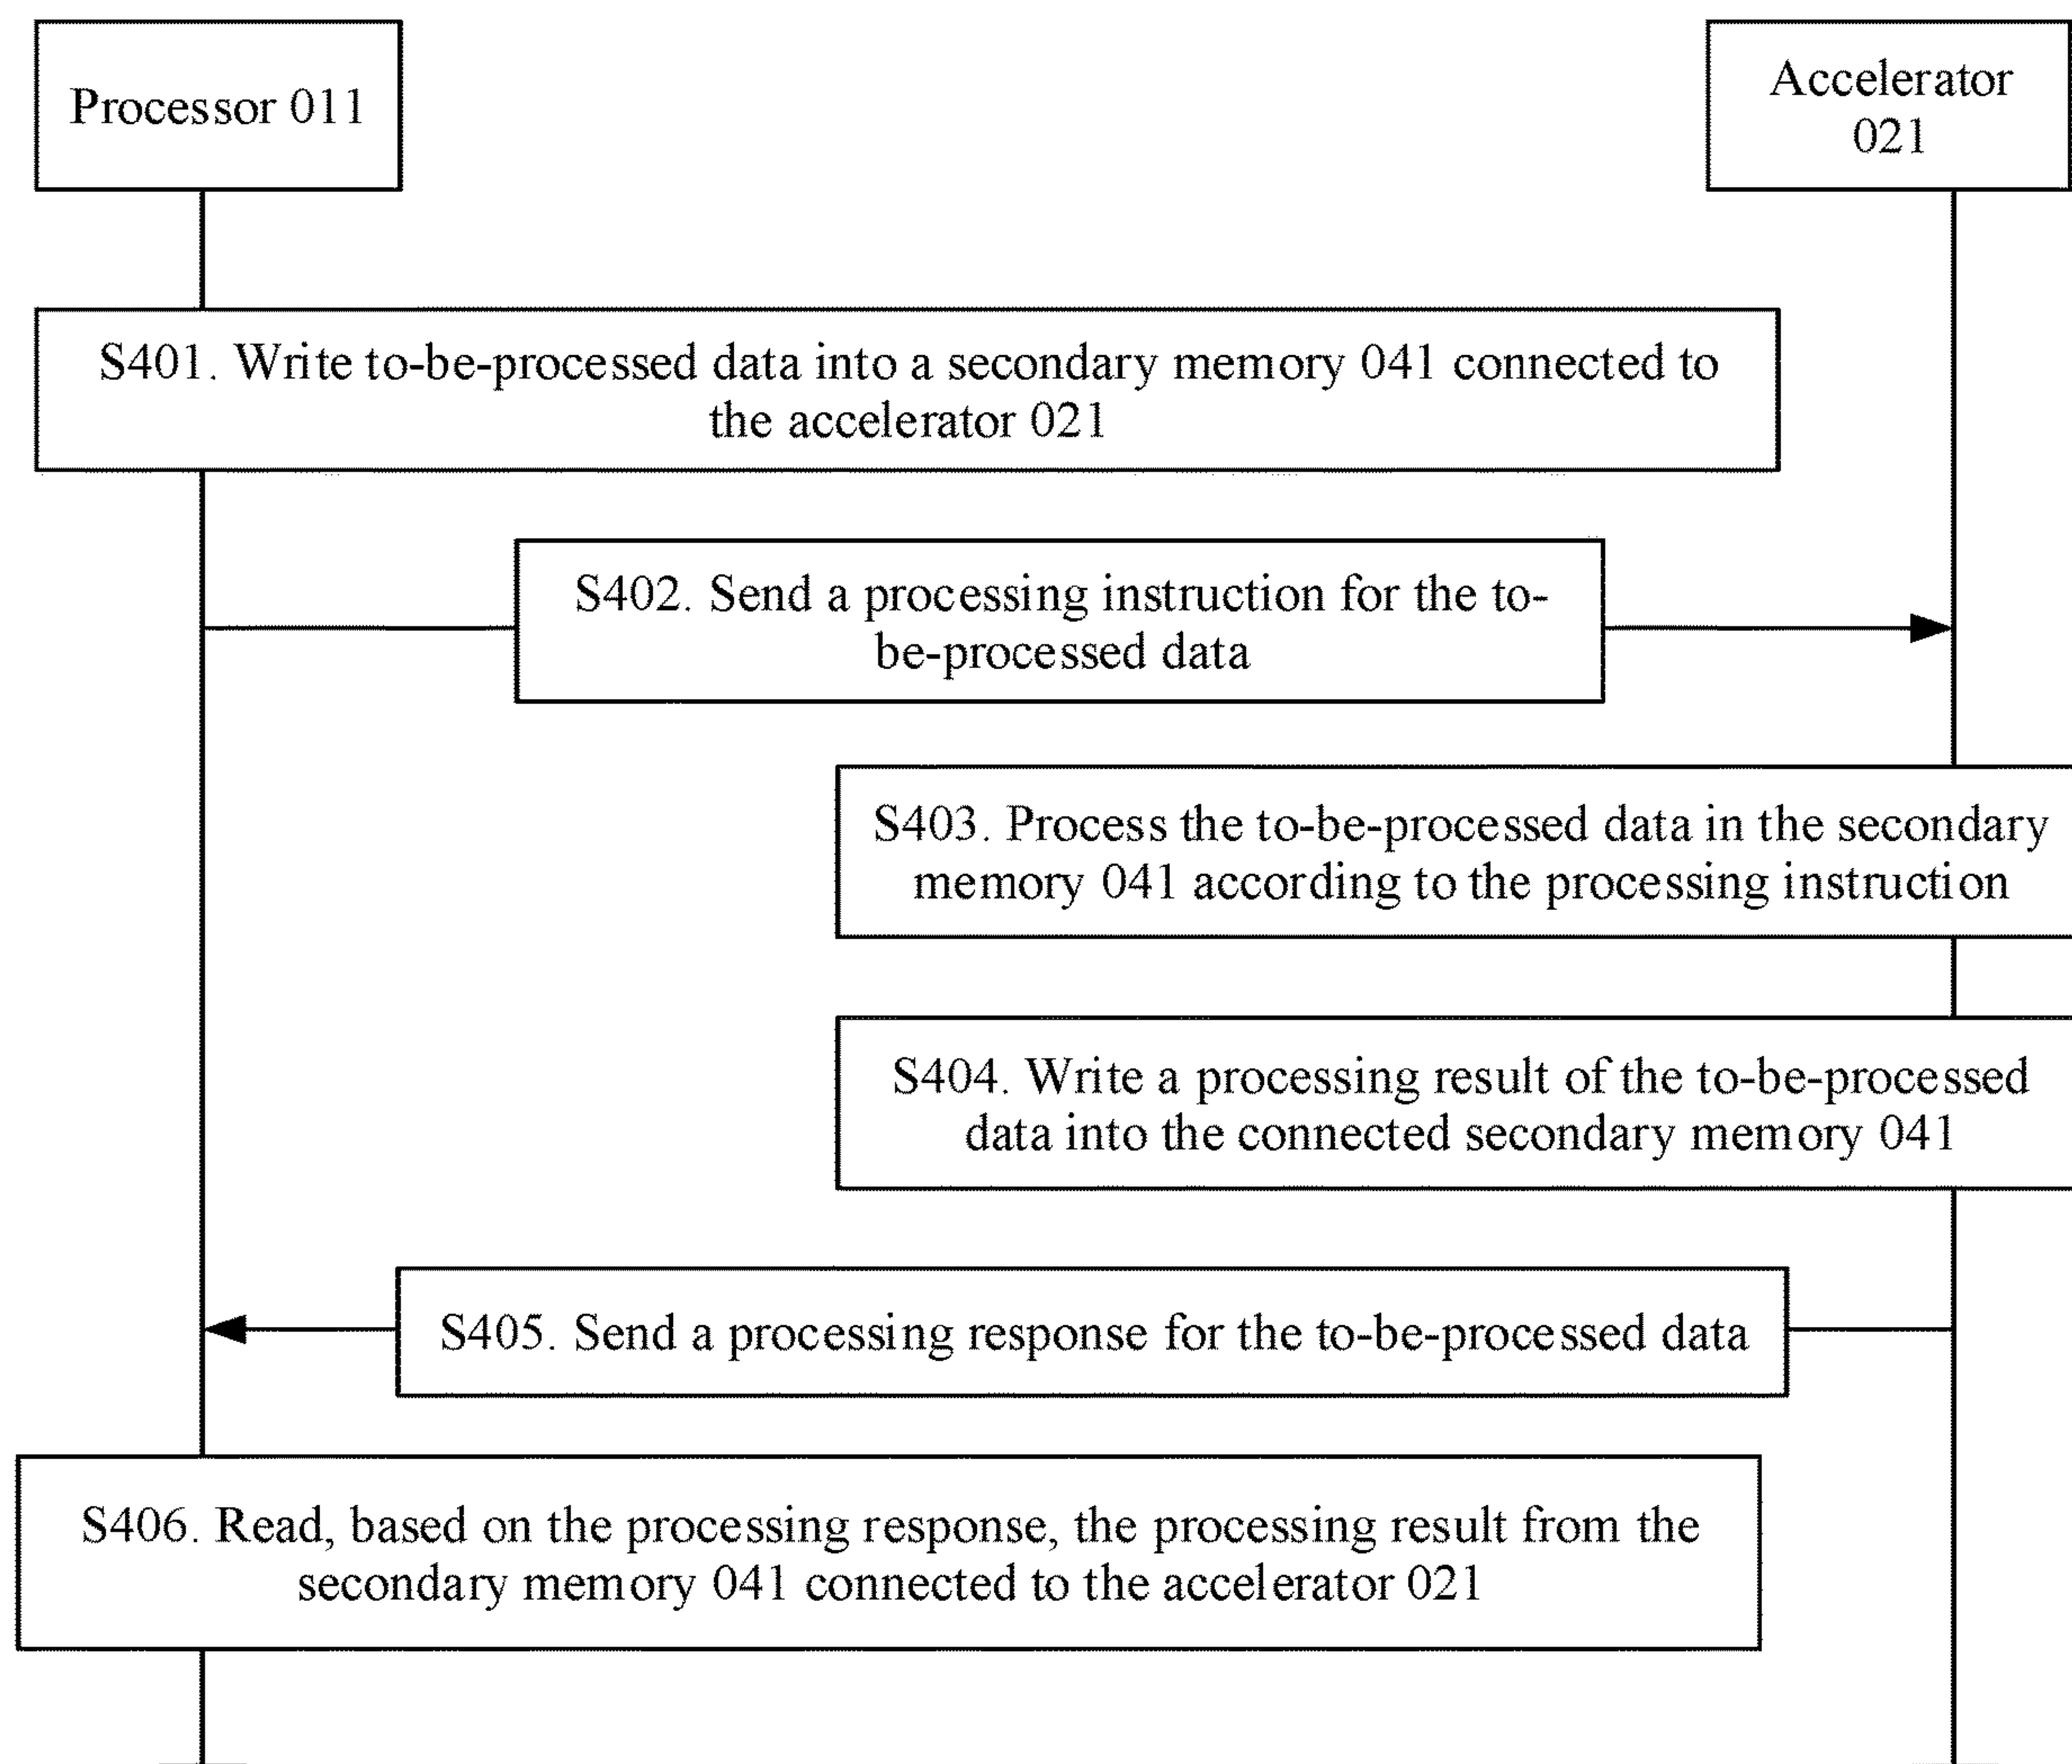 Processor 011
Accelerator
021
S401. Write to-be-processed data into a secondary memory 041 connected to
the accelerator 021
S402. Send a processing instruction for the to-
be-processed data
S403. Process the to-be-processed data in the secondary
memory 041 according to the processing instruction
S404. Write a processing result of the to-be-processed
data into the connected secondary memory 041
S405. Send a processing response for the to-be-processed data
S406. Read, based on the processing response, the processing result from the
secondary memory 041 connected to the accelerator 021